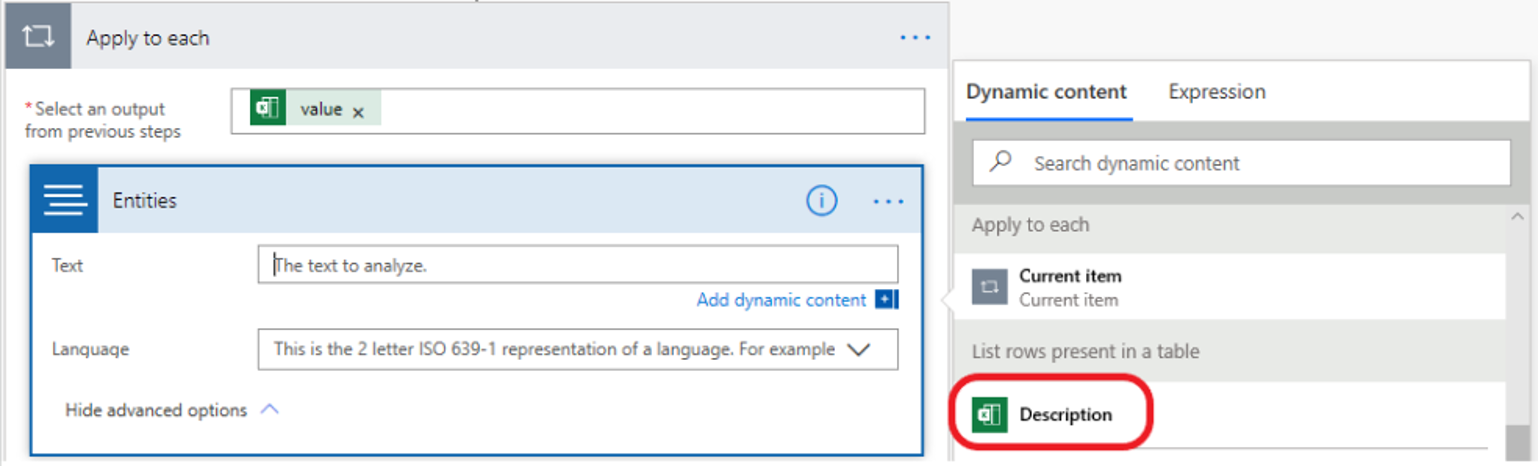 Apply to each
* Select an output
from previous steps
value
Entities
Text
The text to analyze.
Add dynamic content
Language
This is the 2 letter ISO 639-1 representation of a language. For example
Hide advanced options
Dynamic content
Expression
Search dynamic content
Apply to each
Current item
Current item
List rows present in a table
Description